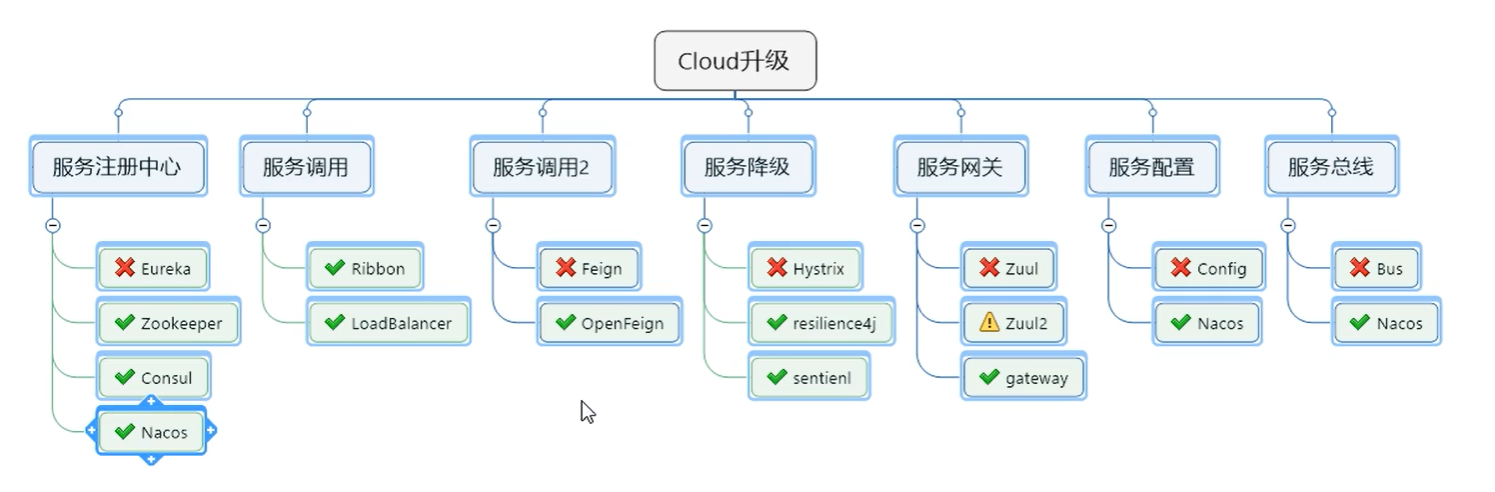 Cloud升级
服务注册中心
Eureka
Zookeeper
Consul
Nacos
服务调用
Ribbon
LoadBalancer
服务调用2
Feign
OpenFeign
服务降级
Hystrix
resilience4j
sentienl
服务网关
Zuul
Zuul2
gateway
服务配置
Config
Nacos
服务总线
Bus
Nacos